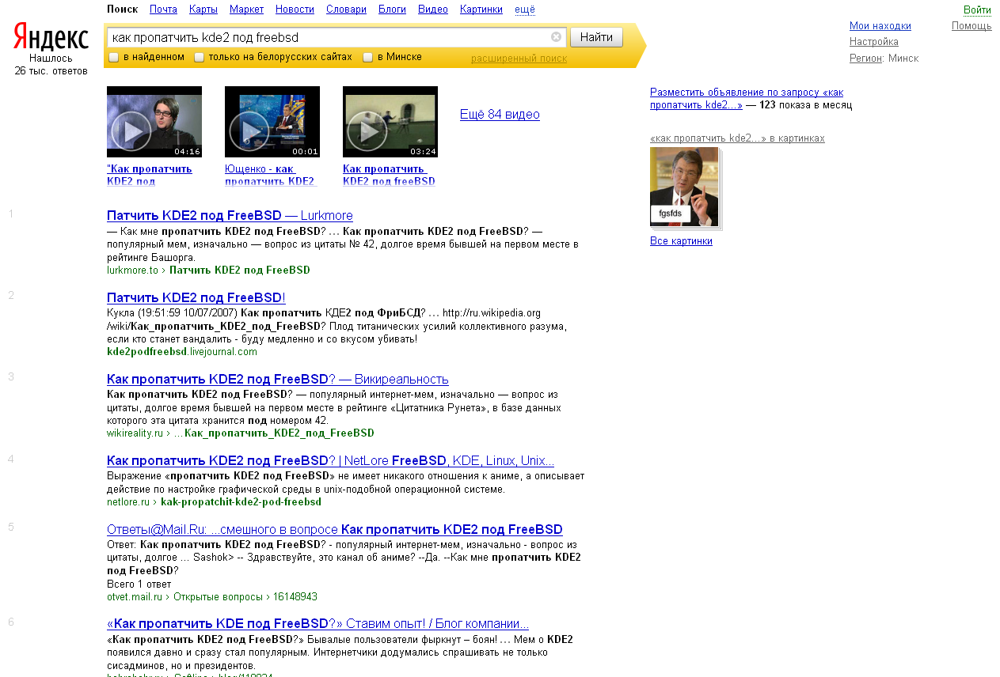 Поиск Почта Карты Маркет Новости Словари Блоги Видео Картинки ещё
Войти
Яндекс
Нашлось
26 тыс. ответов
как пропатчить kde2 под freebsd
Найти
в найденном только на белорусских сайтах в Минске расширенный поиск
Мои находки
Помощь
Настройка
Регион: Минск
04:16
00:01
03:24
Ещё 84 видео
"Как пропатчить
KDE2 под
Ющенко - как
пропатчить KDE2
Как пропатчить
KDE2 под freeBSD
Разместить объявление по запросу «как
пропатчить kde2...» — 123 показа в месяц
«как пропатчить kde2...» в картинках
fgsfds
Все картинки
1
Патчить KDE2 под FreeBSD — Lurkmore
— Как мне пропатчить KDE2 под FreeBSD? ... Как пропатчить KDE2 под FreeBSD? —
популярный мем, изначально — вопрос из цитаты № 42, долгое время бывшей на первом месте в
рейтинге Башорга.
lurkmore.to › Патчить KDE2 под FreeBSD
2
Патчить KDE2 под FreeBSD!
Кукла (19:51:59 10/07/2007) Как пропатчить КДЕ2 под ФриБСД? ... http://ru.wikipedia.org
/wiki/Как_пропатчить_KDE2_под_FreeBSD? Плод титанических усилий коллективного разума,
если кто станет вандалить - буду медленно и со вкусом убивать!
kde2podfreebsd.livejournal.com
3
Как пропатчить KDE2 под FreeBSD? — Викиреальность
Как пропатчить KDE2 под FreeBSD? — популярный интернет-мем, изначально — вопрос из
цитаты, долгое время бывшей на первом месте в рейтинге «Цитатника Рунета», в базе данных
которого эта цитата хранится под номером 42.
wikireality.ru › ...Как_пропатчить_KDE2_под_FreeBSD
4
Как пропатчить KDE2 под FreeBSD? | NetLore FreeBSD, KDE, Linux, Unix...
Выражение «пропатчить KDE2 под FreeBSD» не имеет никакого отношения к аниме, а описывает
действие по настройке графической среды в unix-подобной операционной системе.
netlore.ru › kak-propatchit-kde2-pod-freebsd
5
Ответы@Mail.Ru: ...смешного в вопросе Как пропатчить KDE2 под FreeBSD
Ответ: Как пропатчить KDE2 под FreeBSD? - популярный интернет-мем, изначально - вопрос из
цитаты, долгое ... Sashok> -- Здравствуйте, это канал об аниме? --Да. --Как мне пропатчить KDE2
под FreeBSD?
Всего 1 ответ
otvet.mail.ru › Открытые вопросы › 16148943
6
«Как пропатчить KDE под FreeBSD?» Ставим опыт! / Блог компании...
«Как пропатчить KDE2 под FreeBSD?» Бывалые пользователи фыркнут – боян! ... Мем о KDE2
появился давно и сразу стал популярным. Интернетчики додумались спрашивать не только
сисадминов, но и президентов.